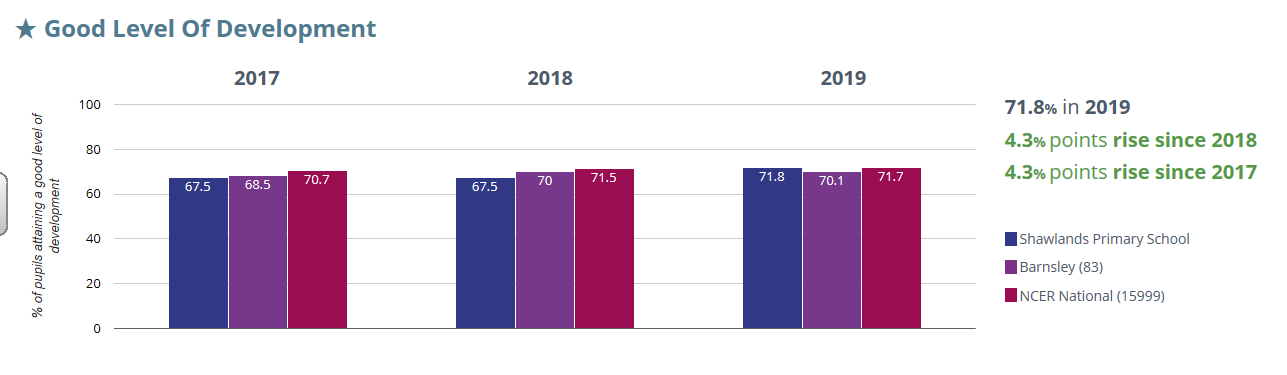 ★ Good Level Of Development
2017 2018 2019
% of pupils attaining a good level of
development
100
80
60
40
20
0
67.5 68.5 70.7
67.5 70 71.5
71.8 70.1 71.7
71.8% in 2019
4.3% points rise since 2018
4.3% points rise since 2017
Shawlands Primary School
Barnsley (83)
NCER National (15999)